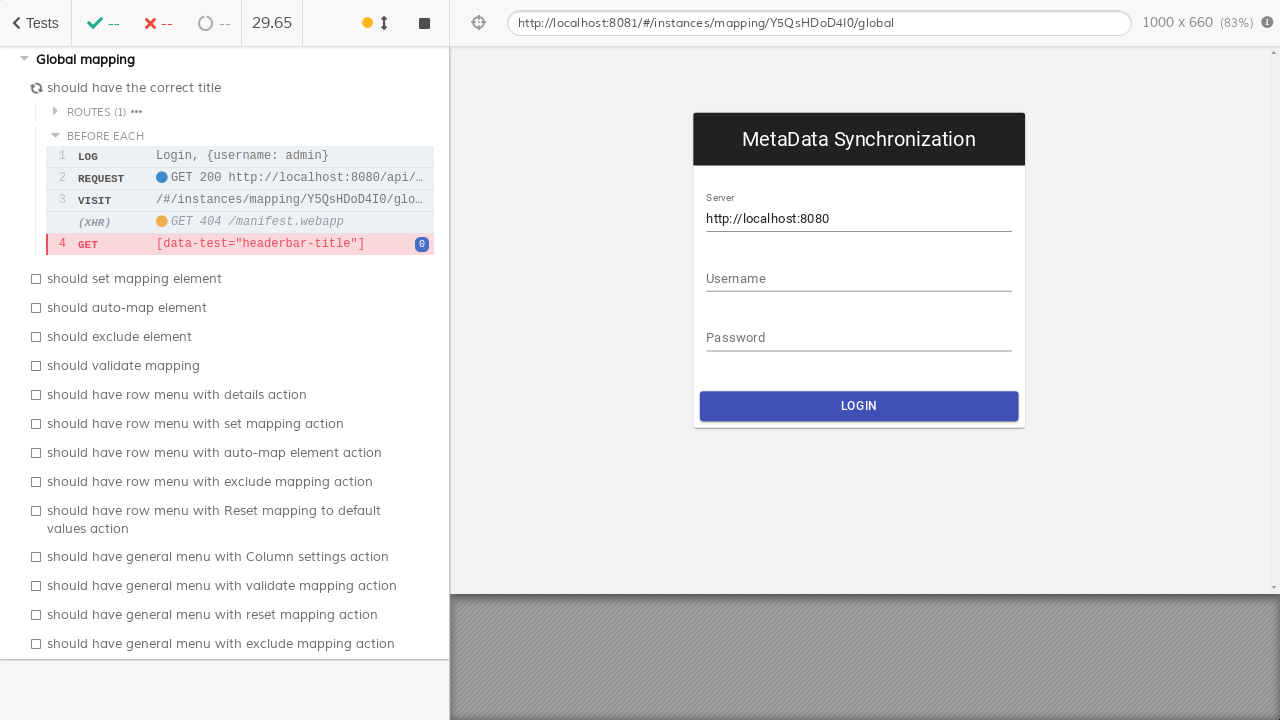 Tests
--
--
--
29.65
http://localhost:8081/#/instances/mapping/Y5QsHDoD4I0/global
1000 x 660 (83%)
Global mapping
should have the correct title
ROUTES (1)
BEFORE EACH
1 LOG Login, {username: admin}
2 REQUEST GET 200 http://localhost:8080/api/…
3 VISIT /#/instances/mapping/Y5QsHDoD4I0/glo…
(XHR) GET 404 /manifest.webapp
4 GET [data-test="headerbar-title"] 0
should set mapping element
should auto-map element
should exclude element
should validate mapping
should have row menu with details action
should have row menu with set mapping action
should have row menu with auto-map element action
should have row menu with exclude mapping action
should have row menu with Reset mapping to default
values action
should have general menu with Column settings action
should have general menu with validate mapping action
should have general menu with reset mapping action
should have general menu with exclude mapping action
MetaData Synchronization
Server
http://localhost:8080
Username
Password
LOGIN